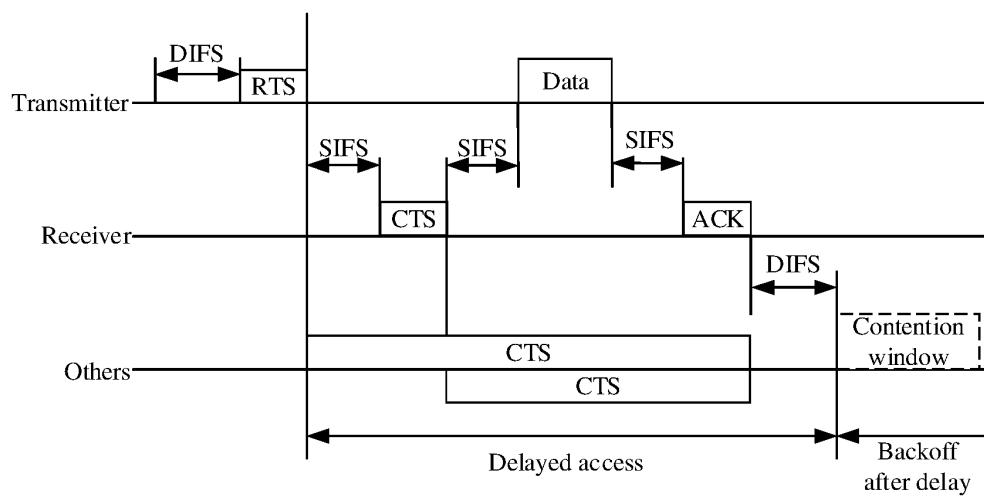 DIFS
RTS
Data
Transmitter
SIFS
SIFS
SIFS
CTS
ACK
Receiver
DIFS
Contention
window
CTS
Others
CTS
Delayed access
Backoff
after delay